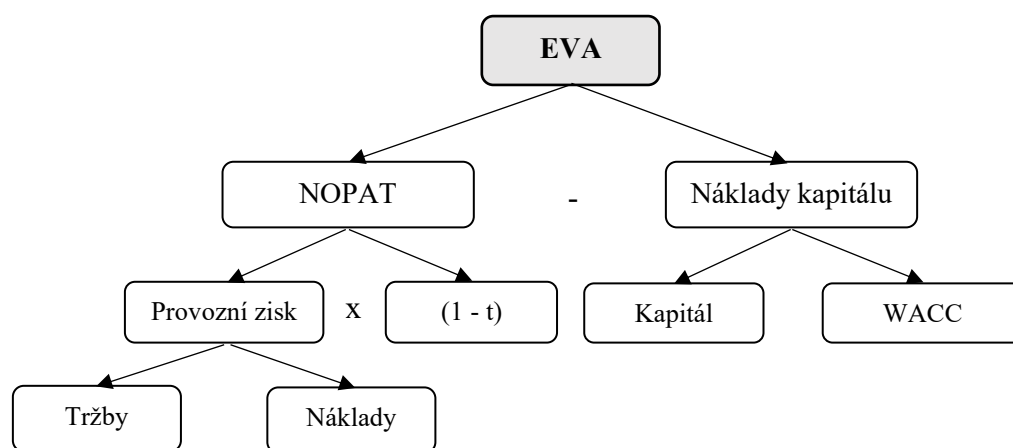 EVA
NOPAT
-
Náklady kapitálu
Provozní zisk
x
(1 - t)
Kapitál
WACC
Tržby
Náklady